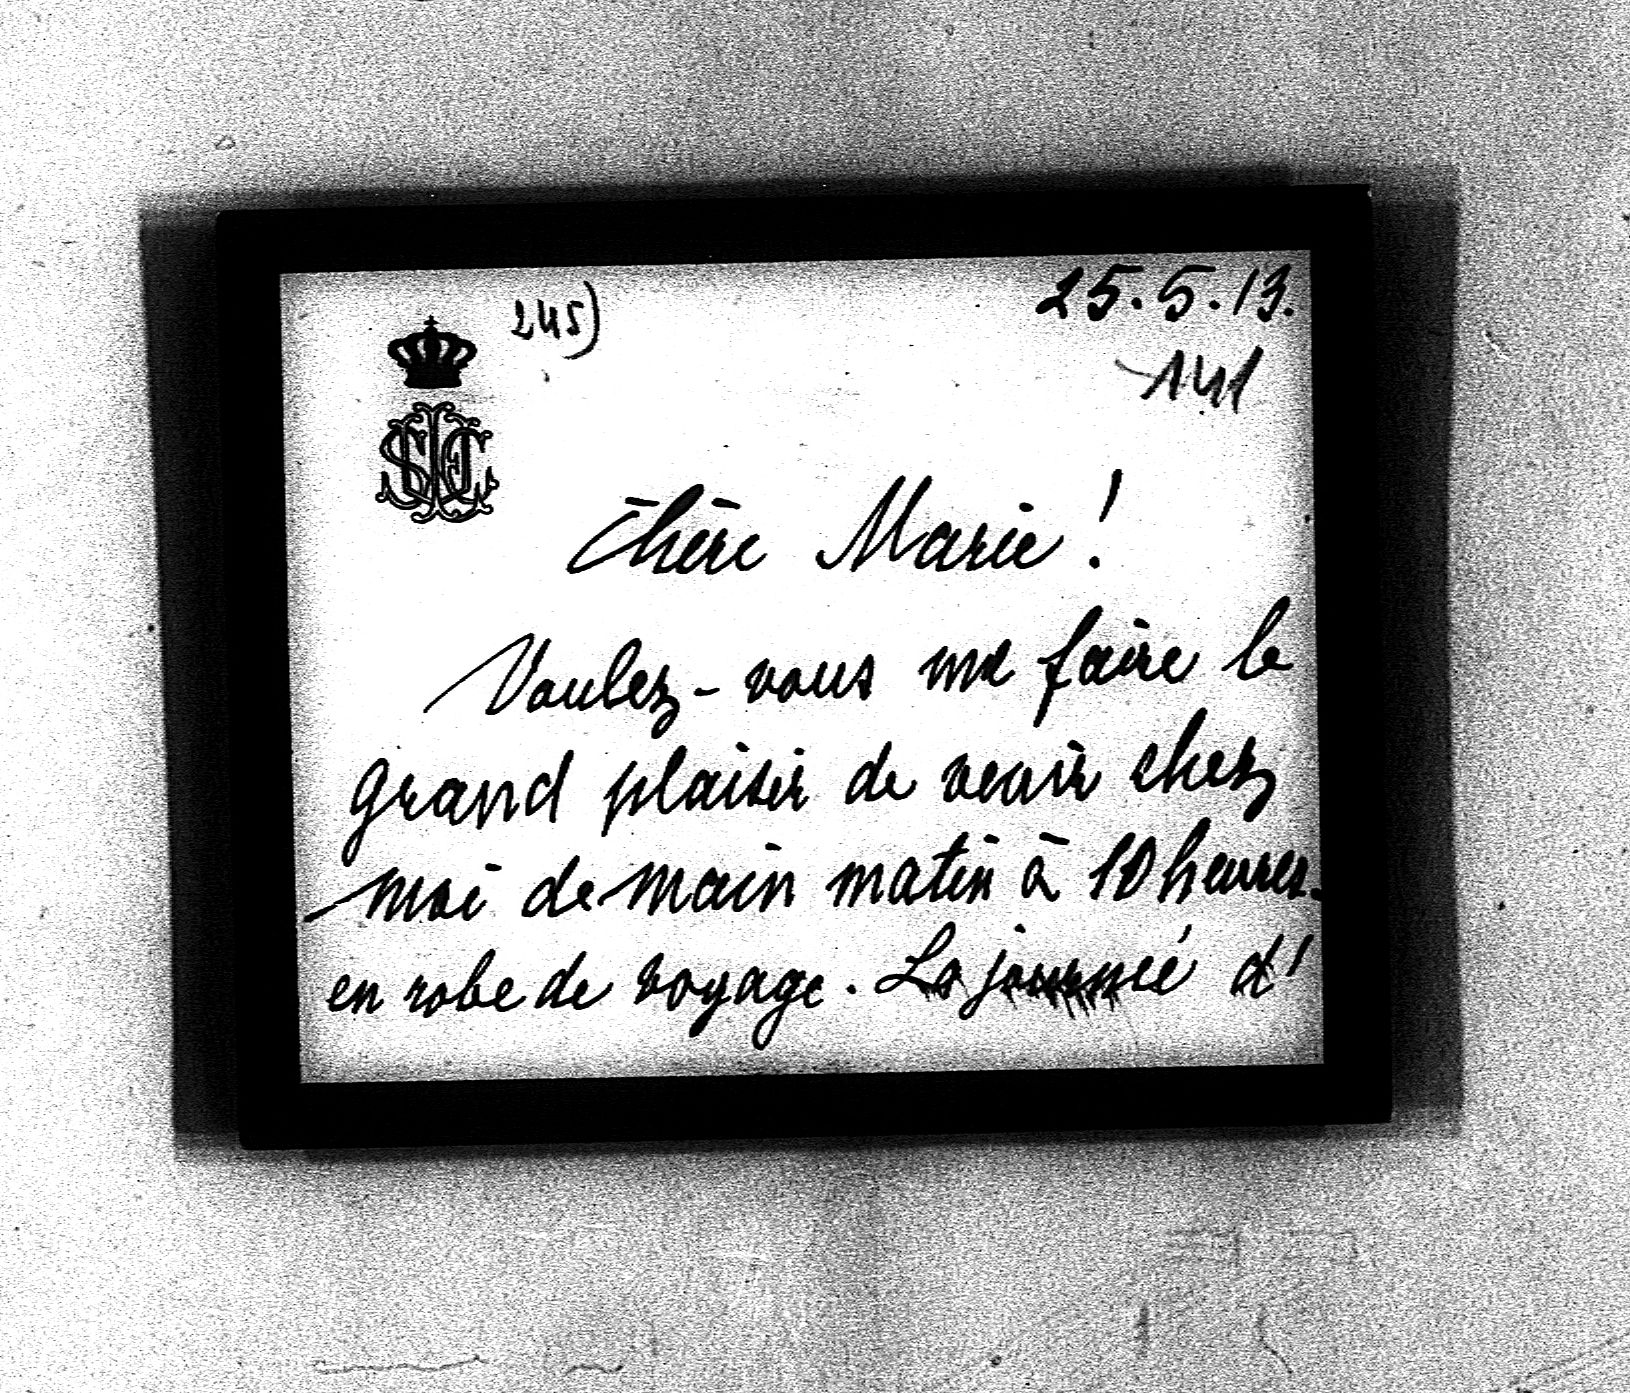 245)
25.5.13.
141
Chère Marie!
Voulez-vous me faire le
grand plaisir de venir chez
moi demain matin à 10 heures
en robe de voyage. La journée d'